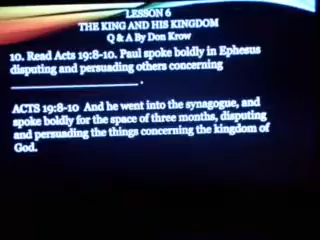 LESSON 6
THE KING AND HIS KINGDOM
Q & A By Don Krow
10. Read Acts 19:8-10. Paul spoke boldly in Ephesus
disputing and persuading others concerning
____________________ .
ACTS 19:8-10 And he went into the synagogue, and
spoke boldly for the space of three months, disputing
and persuading the things concerning the kingdom of
God.